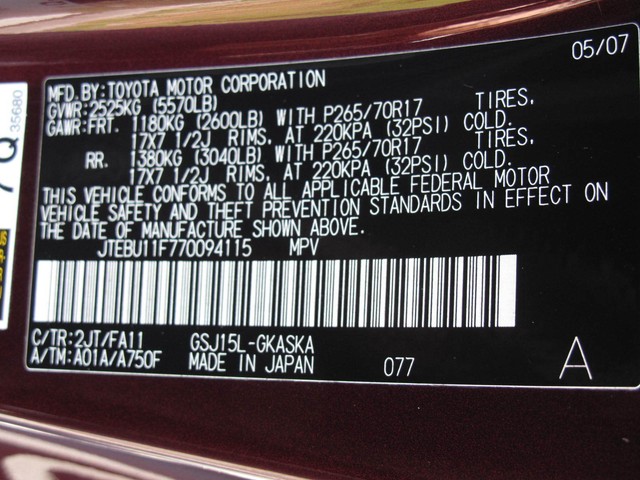 05/07
MFD. BY: TOYOTA MOTOR CORPORATION
GVWR: 2525KG (5570LB)
GAWR: FRT. 1180KG (2600LB) WITH P265/70R17 TIRES,
17X7 1/2J RIMS, AT 220KPA (32PSI) COLD.
RR. 1380KG (3040LB) WITH P265/70R17 TIRES,
17X7 1/2J RIMS, AT 220KPA (32PSI) COLD.
THIS VEHICLE CONFORMS TO ALL APPLICABLE FEDERAL MOTOR
VEHICLE SAFETY AND THEFT PREVENTION STANDARDS IN EFFECT ON
THE DATE OF MANUFACTURE SHOWN ABOVE.
JTEBU11F770094115 MPV
C/TR: 2JT/FA11 GSJ15L-GKASKA
A/TM: A01A/A750F MADE IN JAPAN 077 A
35680